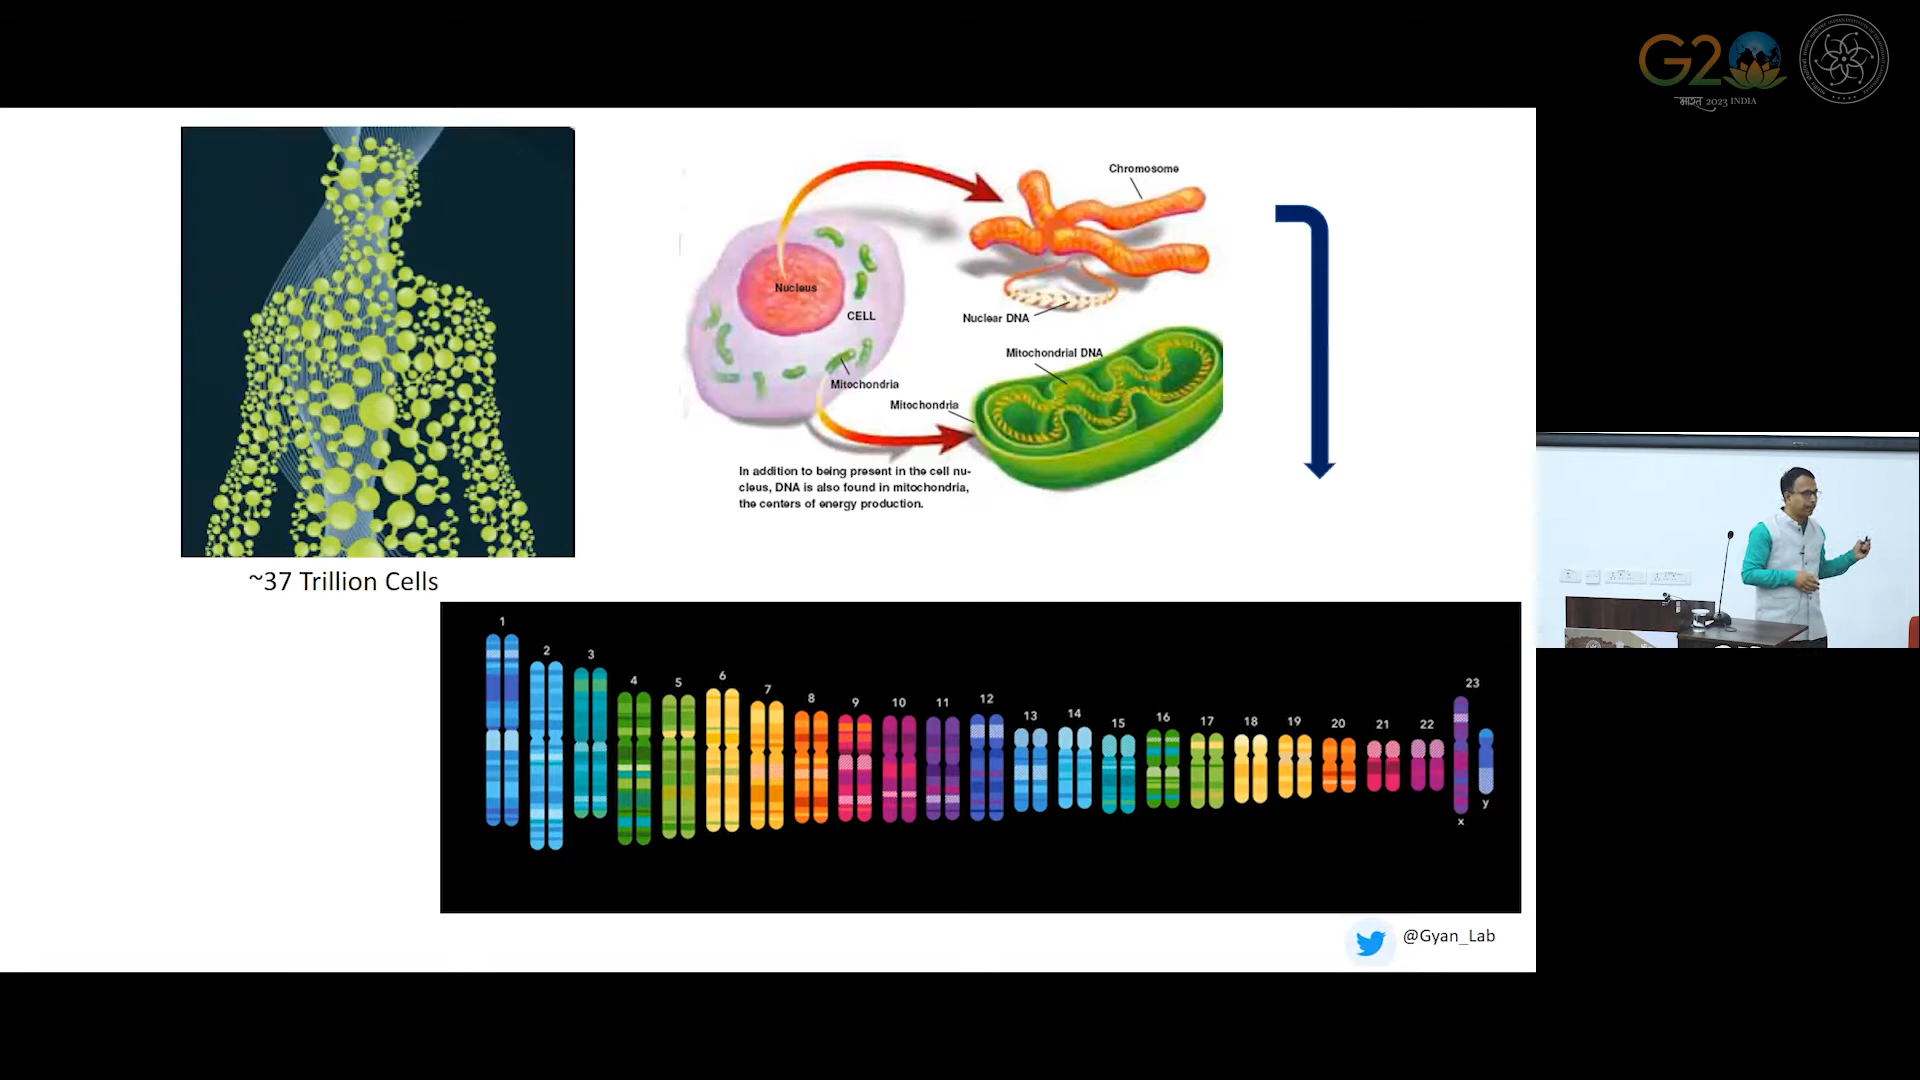 G20
भारत 2023 INDIA
Chromosome
Nucleus
CELL
Nuclear DNA
Mitochondrial DNA
Mitochondria
Mitochondria
In addition to being present in the cell nu-
cleus, DNA is also found in mitochondria,
the centers of energy production.
~37 Trillion Cells
1
2
3
4
5
6
7
8
9
10
11
12
13
14
15
16
17
18
19
20
21
22
23
x
y
@Gyan_Lab